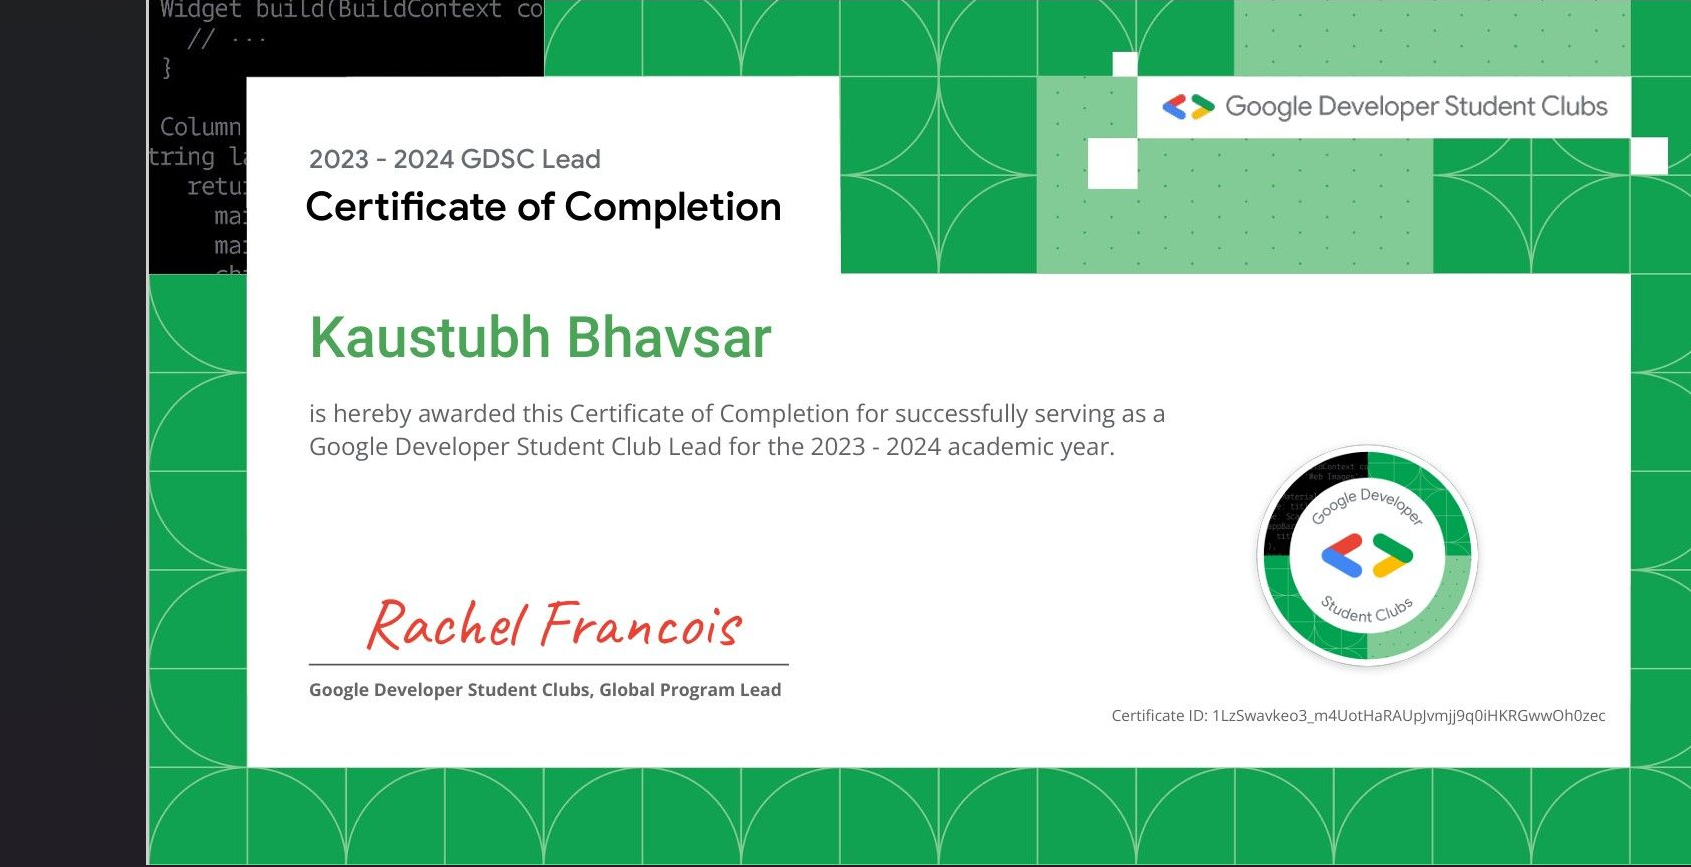 Widget build(BuildContext co
// ...
}
Column
tring la
retu
mai
mai
Google Developer Student Clubs
2023 - 2024 GDSC Lead
Certificate of Completion
Kaustubh Bhavsar
is hereby awarded this Certificate of Completion for successfully serving as a
Google Developer Student Club Lead for the 2023 - 2024 academic year.
Google Developer
Student Clubs
Rachel Francois
Google Developer Student Clubs, Global Program Lead
Certificate ID: 1LzSwavkeo3_m4UotHaRAUpJvmjj9q0iHKRGwwOh0zec